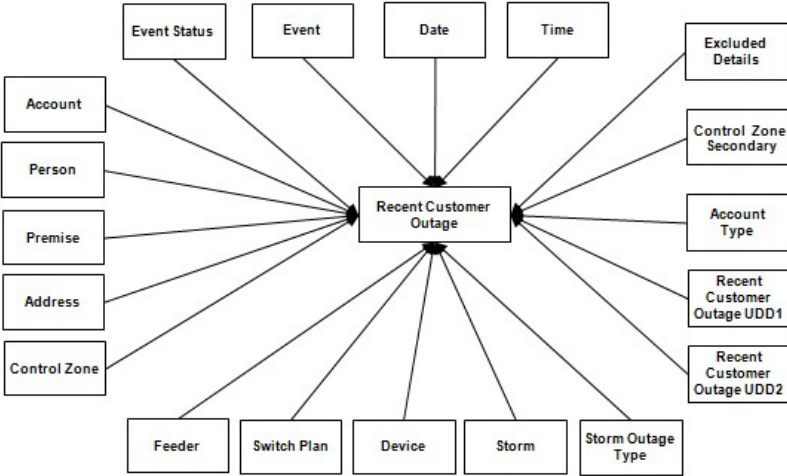 Event Status
Event
Date
Time
Excluded
Details
Account
Control Zone
Secondary
Person
Recent Customer
Outage
Account
Type
Premise
Address
Recent
Customer
Outage UDD1
Control Zone
Recent
Customer
Outage UDD2
Feeder
Switch Plan
Device
Storm
Storm Outage
Type